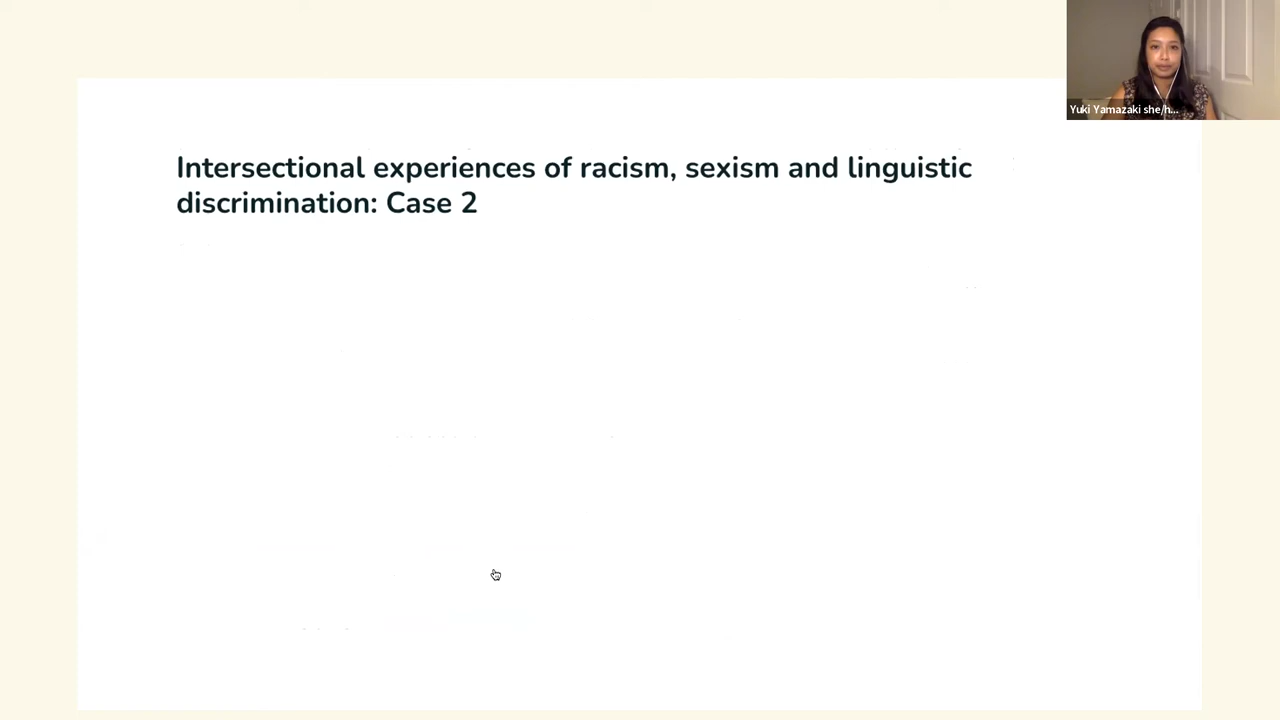 Yuki Yamazaki she/h...
Intersectional experiences of racism, sexism and linguistic
discrimination: Case 2